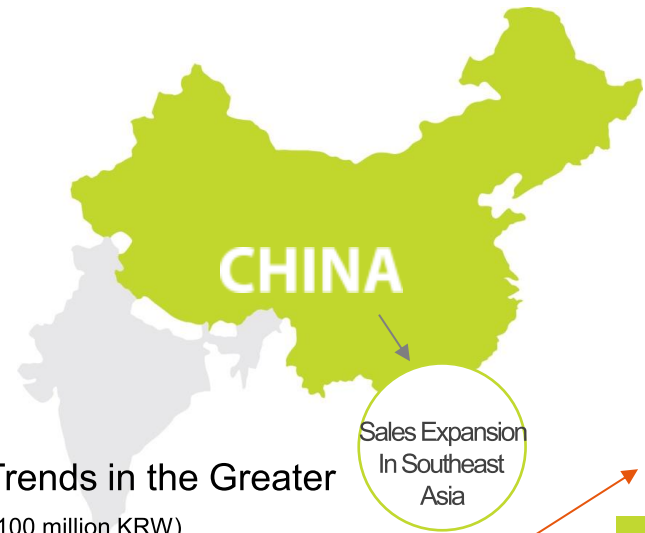 CHINA
Sales Expansion
In Southeast
Asia
Trends in the Greater
100 million KRW)